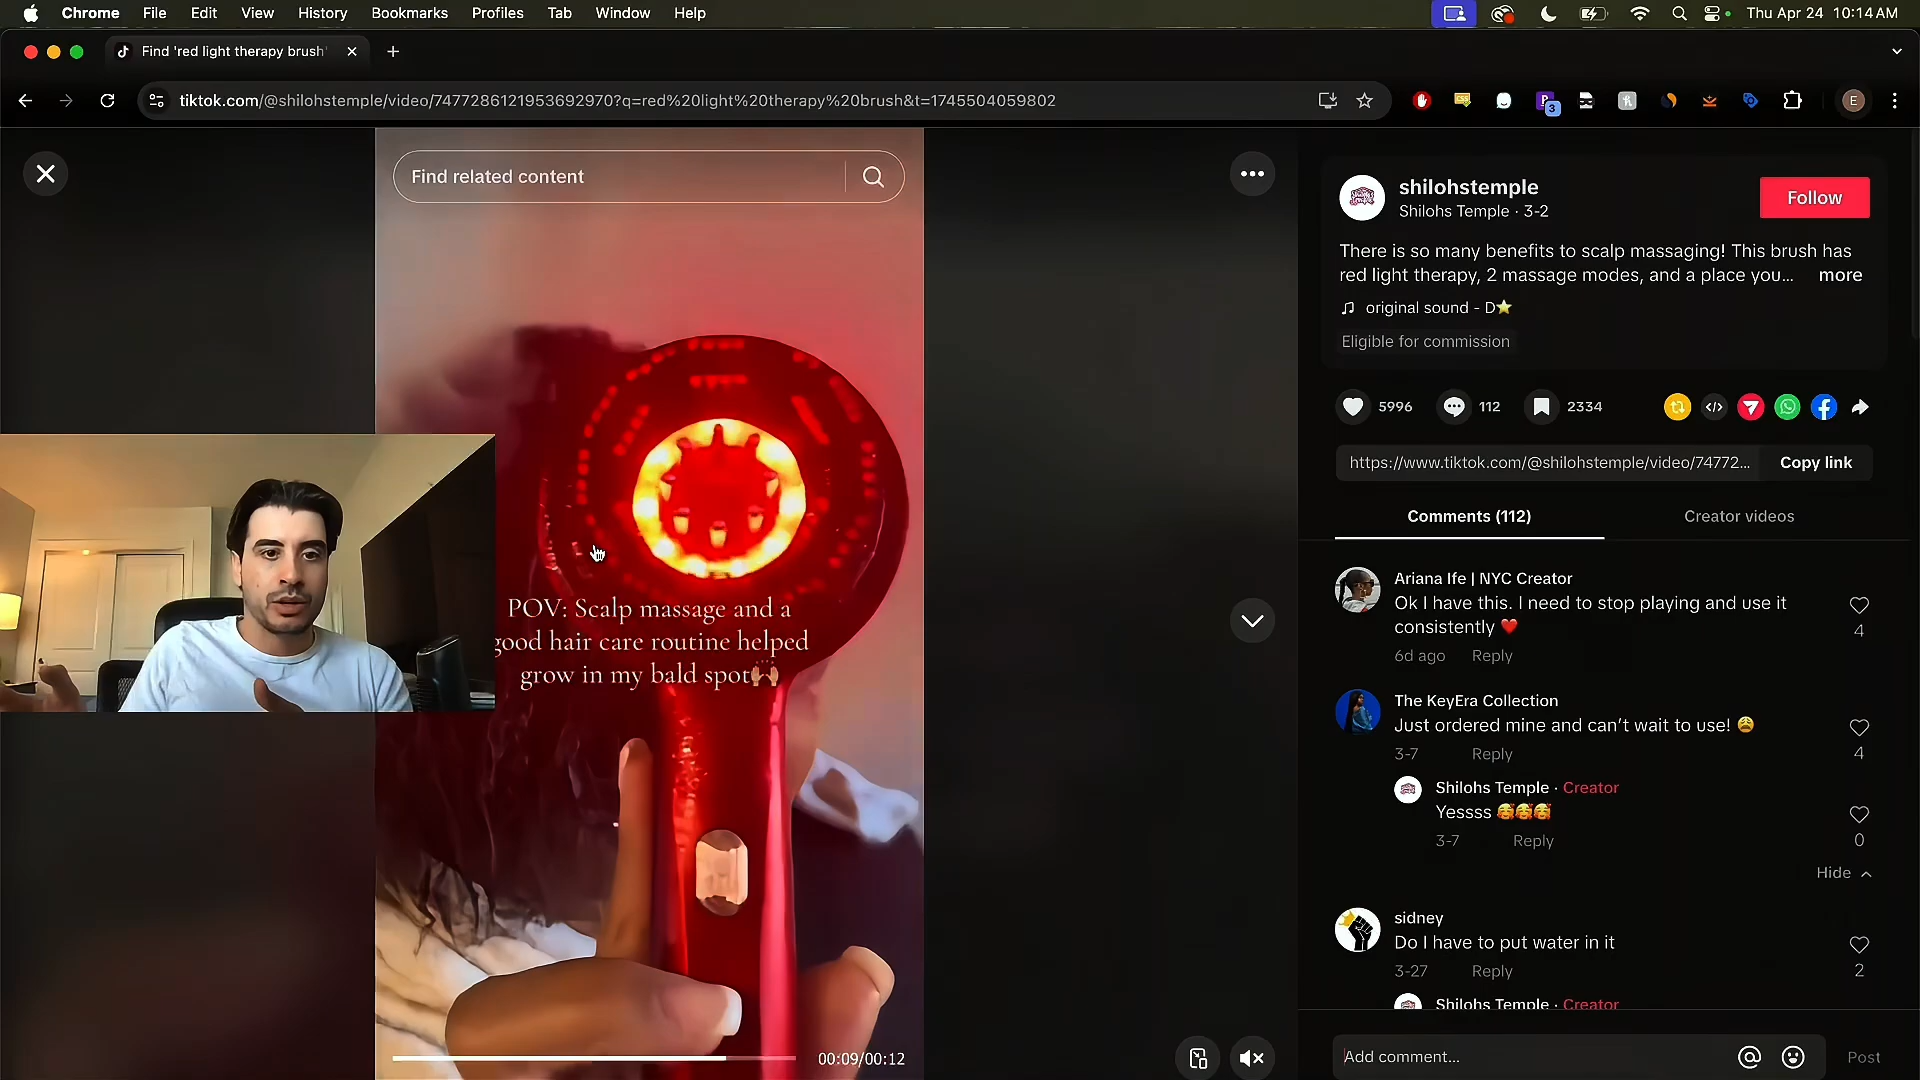 Chrome File Edit View History Bookmarks Profiles Tab Window Help
Thu Apr 24 10:14 AM
Find 'red light therapy brush'
tiktok.com/@shilohstemple/video/7477286121953692970?q=red%20light%20therapy%20brush&t=1745504059802
3
E
Find related content
POV: Scalp massage and a
good hair care routine helped
grow in my bald spot🙌🏽
00:09/00:12
shilohstemple
Shilohs Temple · 3-2
Follow
There is so many benefits to scalp massaging! This brush has
red light therapy, 2 massage modes, and a place you... more
original sound - D⭐
Eligible for commission
5996 112 2334
https://www.tiktok.com/@shilohstemple/video/74772... Copy link
Comments (112) Creator videos
Ariana Ife | NYC Creator
Ok I have this. I need to stop playing and use it
consistently ❤️
4
6d ago Reply
The KeyEra Collection
Just ordered mine and can't wait to use! 😩
4
3-7 Reply
Shilohs Temple · Creator
Yessss 🥰🥰🥰
0
3-7 Reply
Hide
sidney
Do I have to put water in it
2
3-27 Reply
Shilohs Temple · Creator
Add comment...
Post